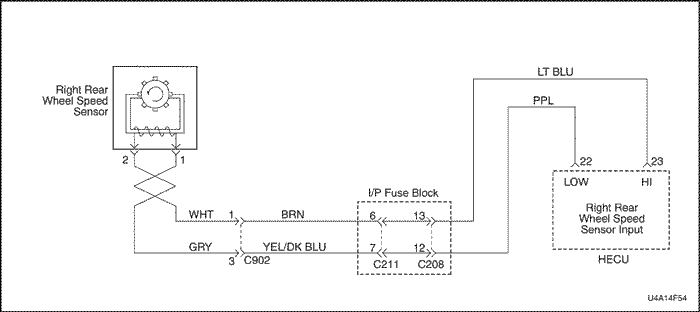 LT BLU
Right Rear
Wheel Speed
Sensor
PPL
2 1
22 23
LOW HI
I/P Fuse Block
Right Rear
Wheel Speed
Sensor Input
WHT 1 BRN 6 13
GRY 3 YEL/DK BLU 7 12
C902 C211 C208
HECU
U4A14F54